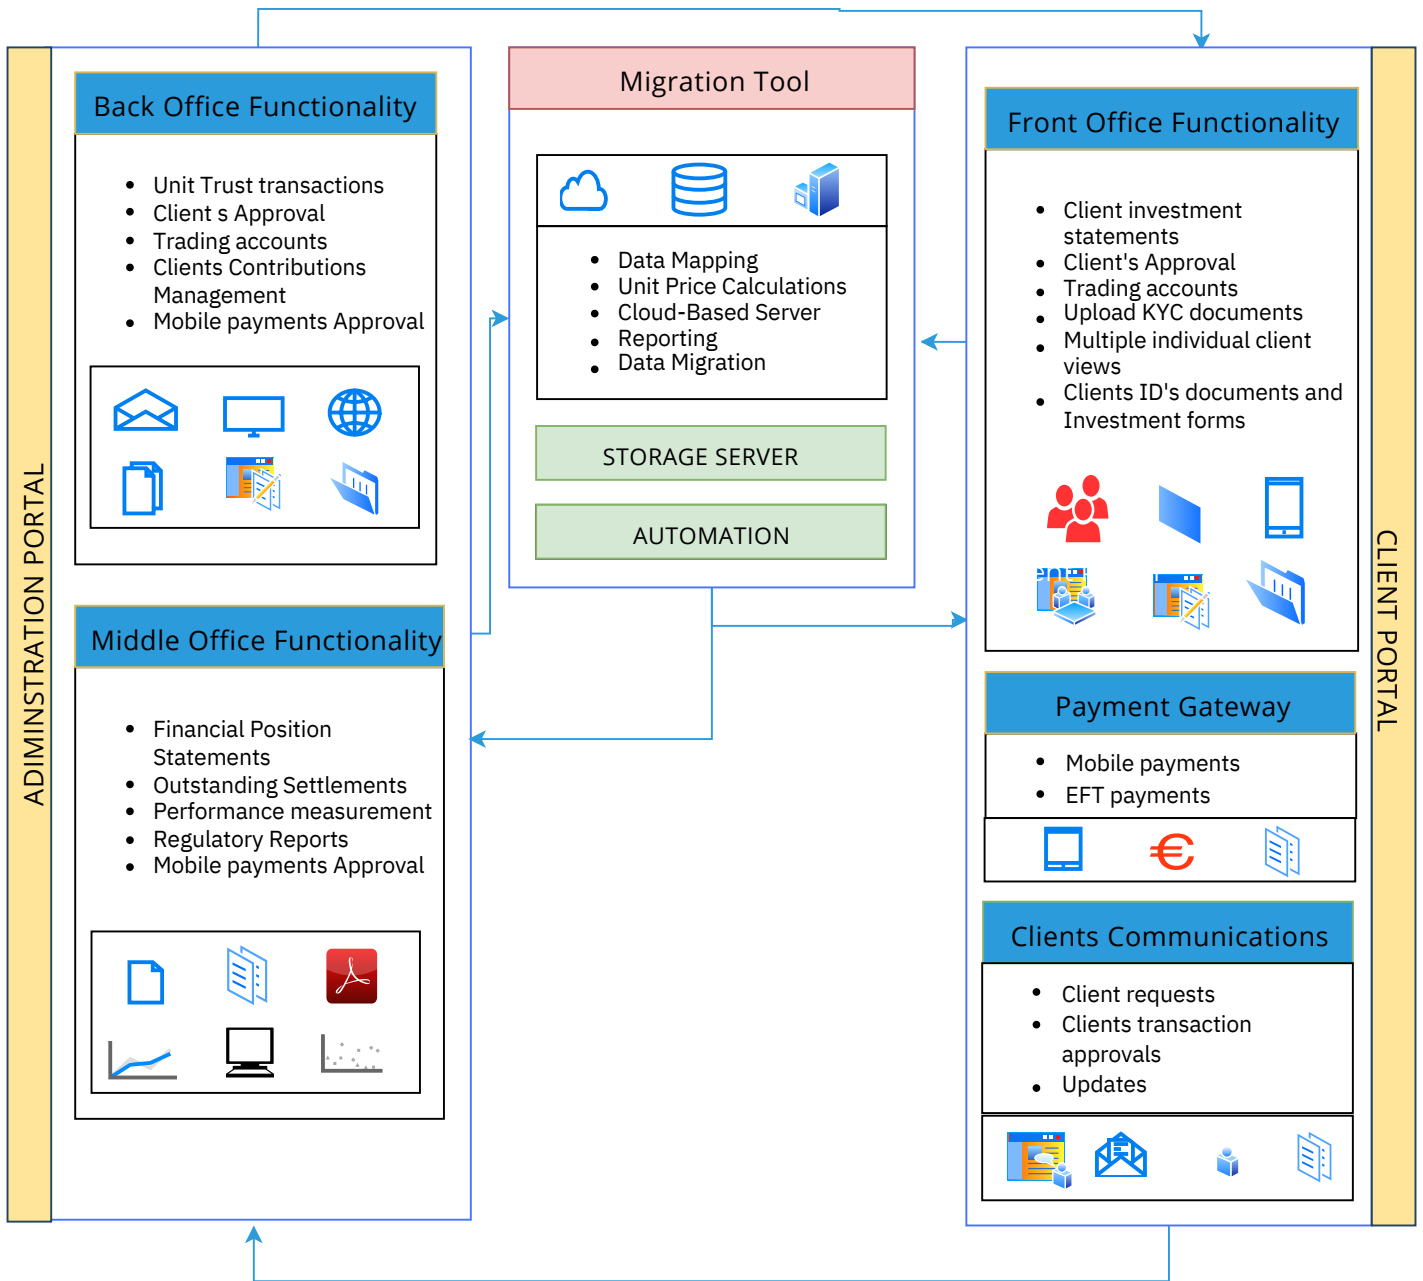 ADIMINSTRATION PORTAL
Back Office Functionality
Unit Trust transactions
Client s Approval
Trading accounts
Clients Contributions
Management
Mobile payments Approval
Middle Office Functionality
Financial Position
Statements
Outstanding Settlements
Performance measurement
Regulatory Reports
Mobile payments Approval
Migration Tool
Data Mapping
Unit Price Calculations
Cloud-Based Server
Reporting
Data Migration
STORAGE SERVER
AUTOMATION
Front Office Functionality
Client investment
statements
Client's Approval
Trading accounts
Upload KYC documents
Multiple individual client
views
Clients ID's documents and
Investment forms
Payment Gateway
Mobile payments
EFT payments
Clients Communications
Client requests
Clients transaction
approvals
Updates
CLIENT PORTAL